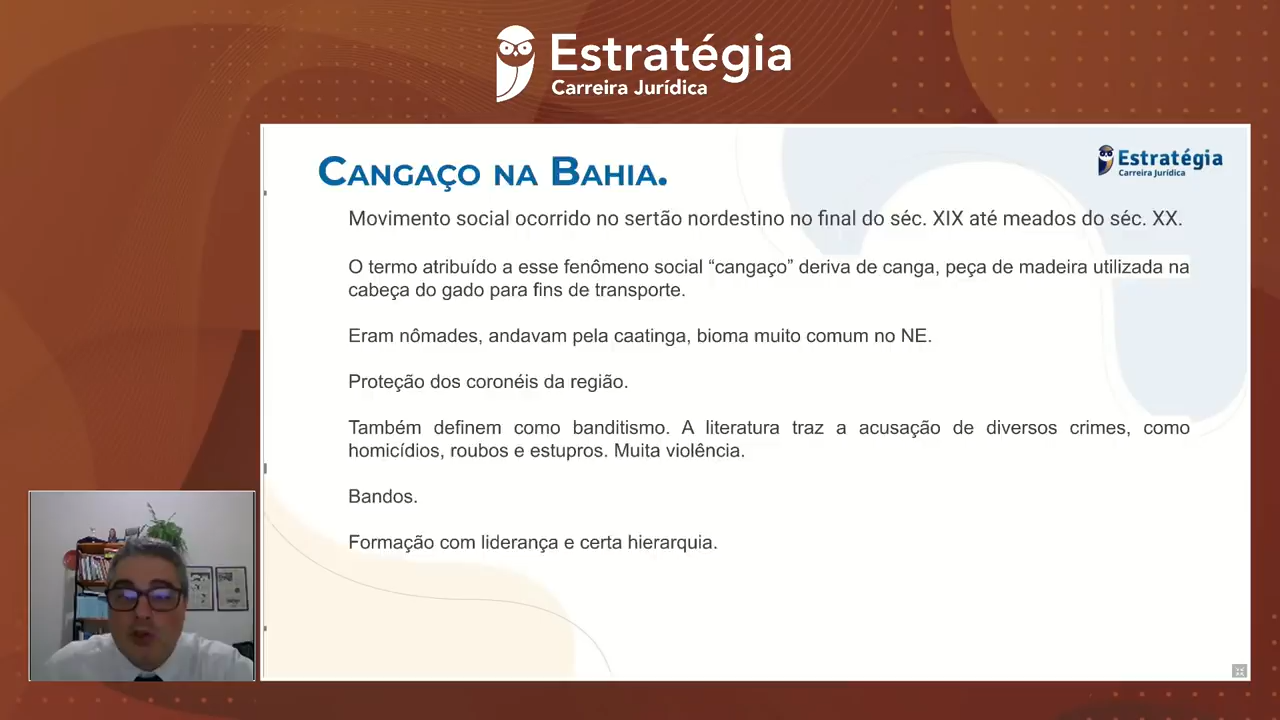 Estratégia
Carreira Jurídica
CANGAÇO NA BAHIA.
Estratégia
Carreira Jurídica
Movimento social ocorrido no sertão nordestino no final do séc. XIX até meados do séc. XX.
O termo atribuído a esse fenômeno social “cangaço” deriva de canga, peça de madeira utilizada na
cabeça do gado para fins de transporte.
Eram nômades, andavam pela caatinga, bioma muito comum no NE.
Proteção dos coronéis da região.
Também definem como banditismo. A literatura traz a acusação de diversos crimes, como
homicídios, roubos e estupros. Muita violência.
Bandos.
Formação com liderança e certa hierarquia.